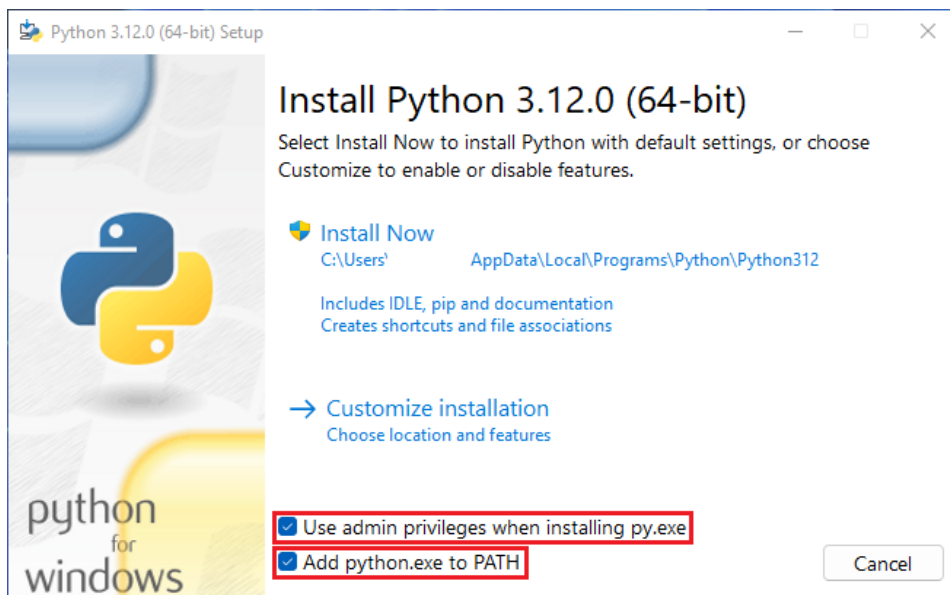 Python 3.12.0 (64-bit) Setup
Install Python 3.12.0 (64-bit)
Select Install Now to install Python with default settings, or choose
Customize to enable or disable features.
Install Now
C:\Users' AppData\Local\Programs\Python\Python312
Includes IDLE, pip and documentation
Creates shortcuts and file associations
Customize installation
Choose location and features
python
for
windows
Use admin privileges when installing py.exe
Add python.exe to PATH
Cancel